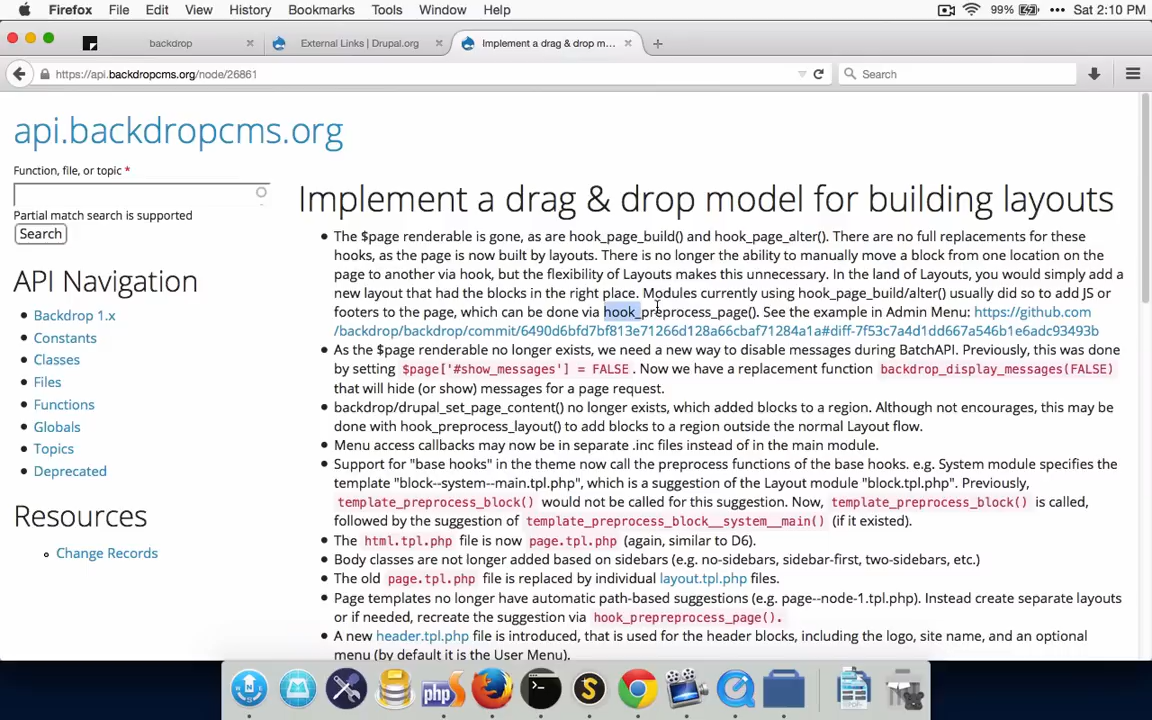 Firefox File Edit View History Bookmarks Tools Window Help 99% Sat 2:10 PM
backdrop External Links | Drupal.org Implement a drag & drop m...
https://api.backdropcms.org/node/26861 Search
api.backdropcms.org
Function, file, or topic *
Partial match search is supported
Search
API Navigation
Backdrop 1.x
Constants
Classes
Files
Functions
Globals
Topics
Deprecated
Resources
Change Records
Implement a drag & drop model for building layouts
The $page renderable is gone, as are hook_page_build() and hook_page_alter(). There are no full replacements for these
hooks, as the page is now built by layouts. There is no longer the ability to manually move a block from one location on the
page to another via hook, but the flexibility of Layouts makes this unnecessary. In the land of Layouts, you would simply add a
new layout that had the blocks in the right place. Modules currently using hook_page_build/alter() usually did so to add JS or
footers to the page, which can be done via hook_preprocess_page(). See the example in Admin Menu: https://github.com
/backdrop/backdrop/commit/6490d6bfd7bf813e71266d128a66cbaf71284a1a#diff-7f53c7a4d1dd667a546b1e6adc93493b
As the $page renderable no longer exists, we need a new way to disable messages during BatchAPI. Previously, this was done
by setting $page['#show_messages'] = FALSE . Now we have a replacement function backdrop_display_messages(FALSE)
that will hide (or show) messages for a page request.
backdrop/drupal_set_page_content() no longer exists, which added blocks to a region. Although not encourages, this may be
done with hook_preprocess_layout() to add blocks to a region outside the normal Layout flow.
Menu access callbacks may now be in separate .inc files instead of in the main module.
Support for "base hooks" in the theme now call the preprocess functions of the base hooks. e.g. System module specifies the
template "block--system--main.tpl.php", which is a suggestion of the Layout module "block.tpl.php". Previously,
template_preprocess_block() would not be called for this suggestion. Now, template_preprocess_block() is called,
followed by the suggestion of template_preprocess_block__system__main() (if it existed).
The html.tpl.php file is now page.tpl.php (again, similar to D6).
Body classes are not longer added based on sidebars (e.g. no-sidebars, sidebar-first, two-sidebars, etc.)
The old page.tpl.php file is replaced by individual layout.tpl.php files.
Page templates no longer have automatic path-based suggestions (e.g. page--node-1.tpl.php). Instead create separate layouts
or if needed, recreate the suggestion via hook_prepreprocess_page().
A new header.tpl.php file is introduced, that is used for the header blocks, including the logo, site name, and an optional
menu (by default it is the User Menu).
php